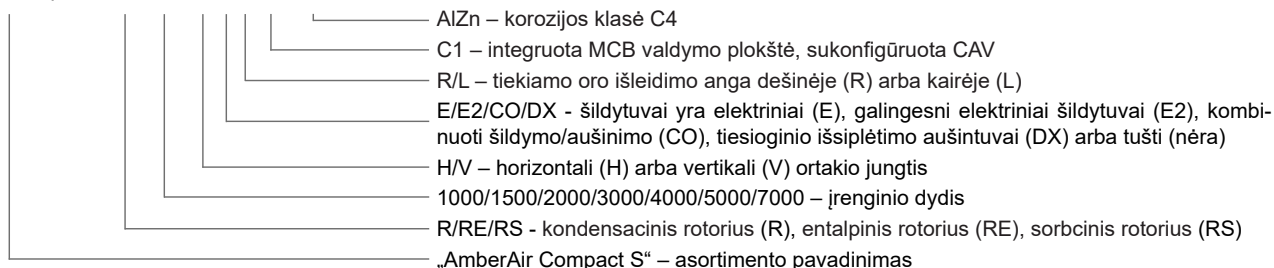 AlZn – korozijos klasė C4
C1 – integruota MCB valdymo plokštė, sukonfigūruota CAV
R/L – tiekiamo oro išleidimo anga dešinėje (R) arba kairėje (L)
E/E2/CO/DX - šildytuvai yra elektriniai (E), galingesni elektriniai šildytuvai (E2), kombi-
nuoti šildymo/aušinimo (CO), tiesioginio išsiplėtimo aušintuvai (DX) arba tušti (nėra)
H/V – horizontali (H) arba vertikali (V) ortakio jungtis
1000/1500/2000/3000/4000/5000/7000 – įrenginio dydis
R/RE/RS - kondensacinis rotorius (R), entalpinis rotorius (RE), sorbcinis rotorius (RS)
„AmberAir Compact S“ – asortimento pavadinimas